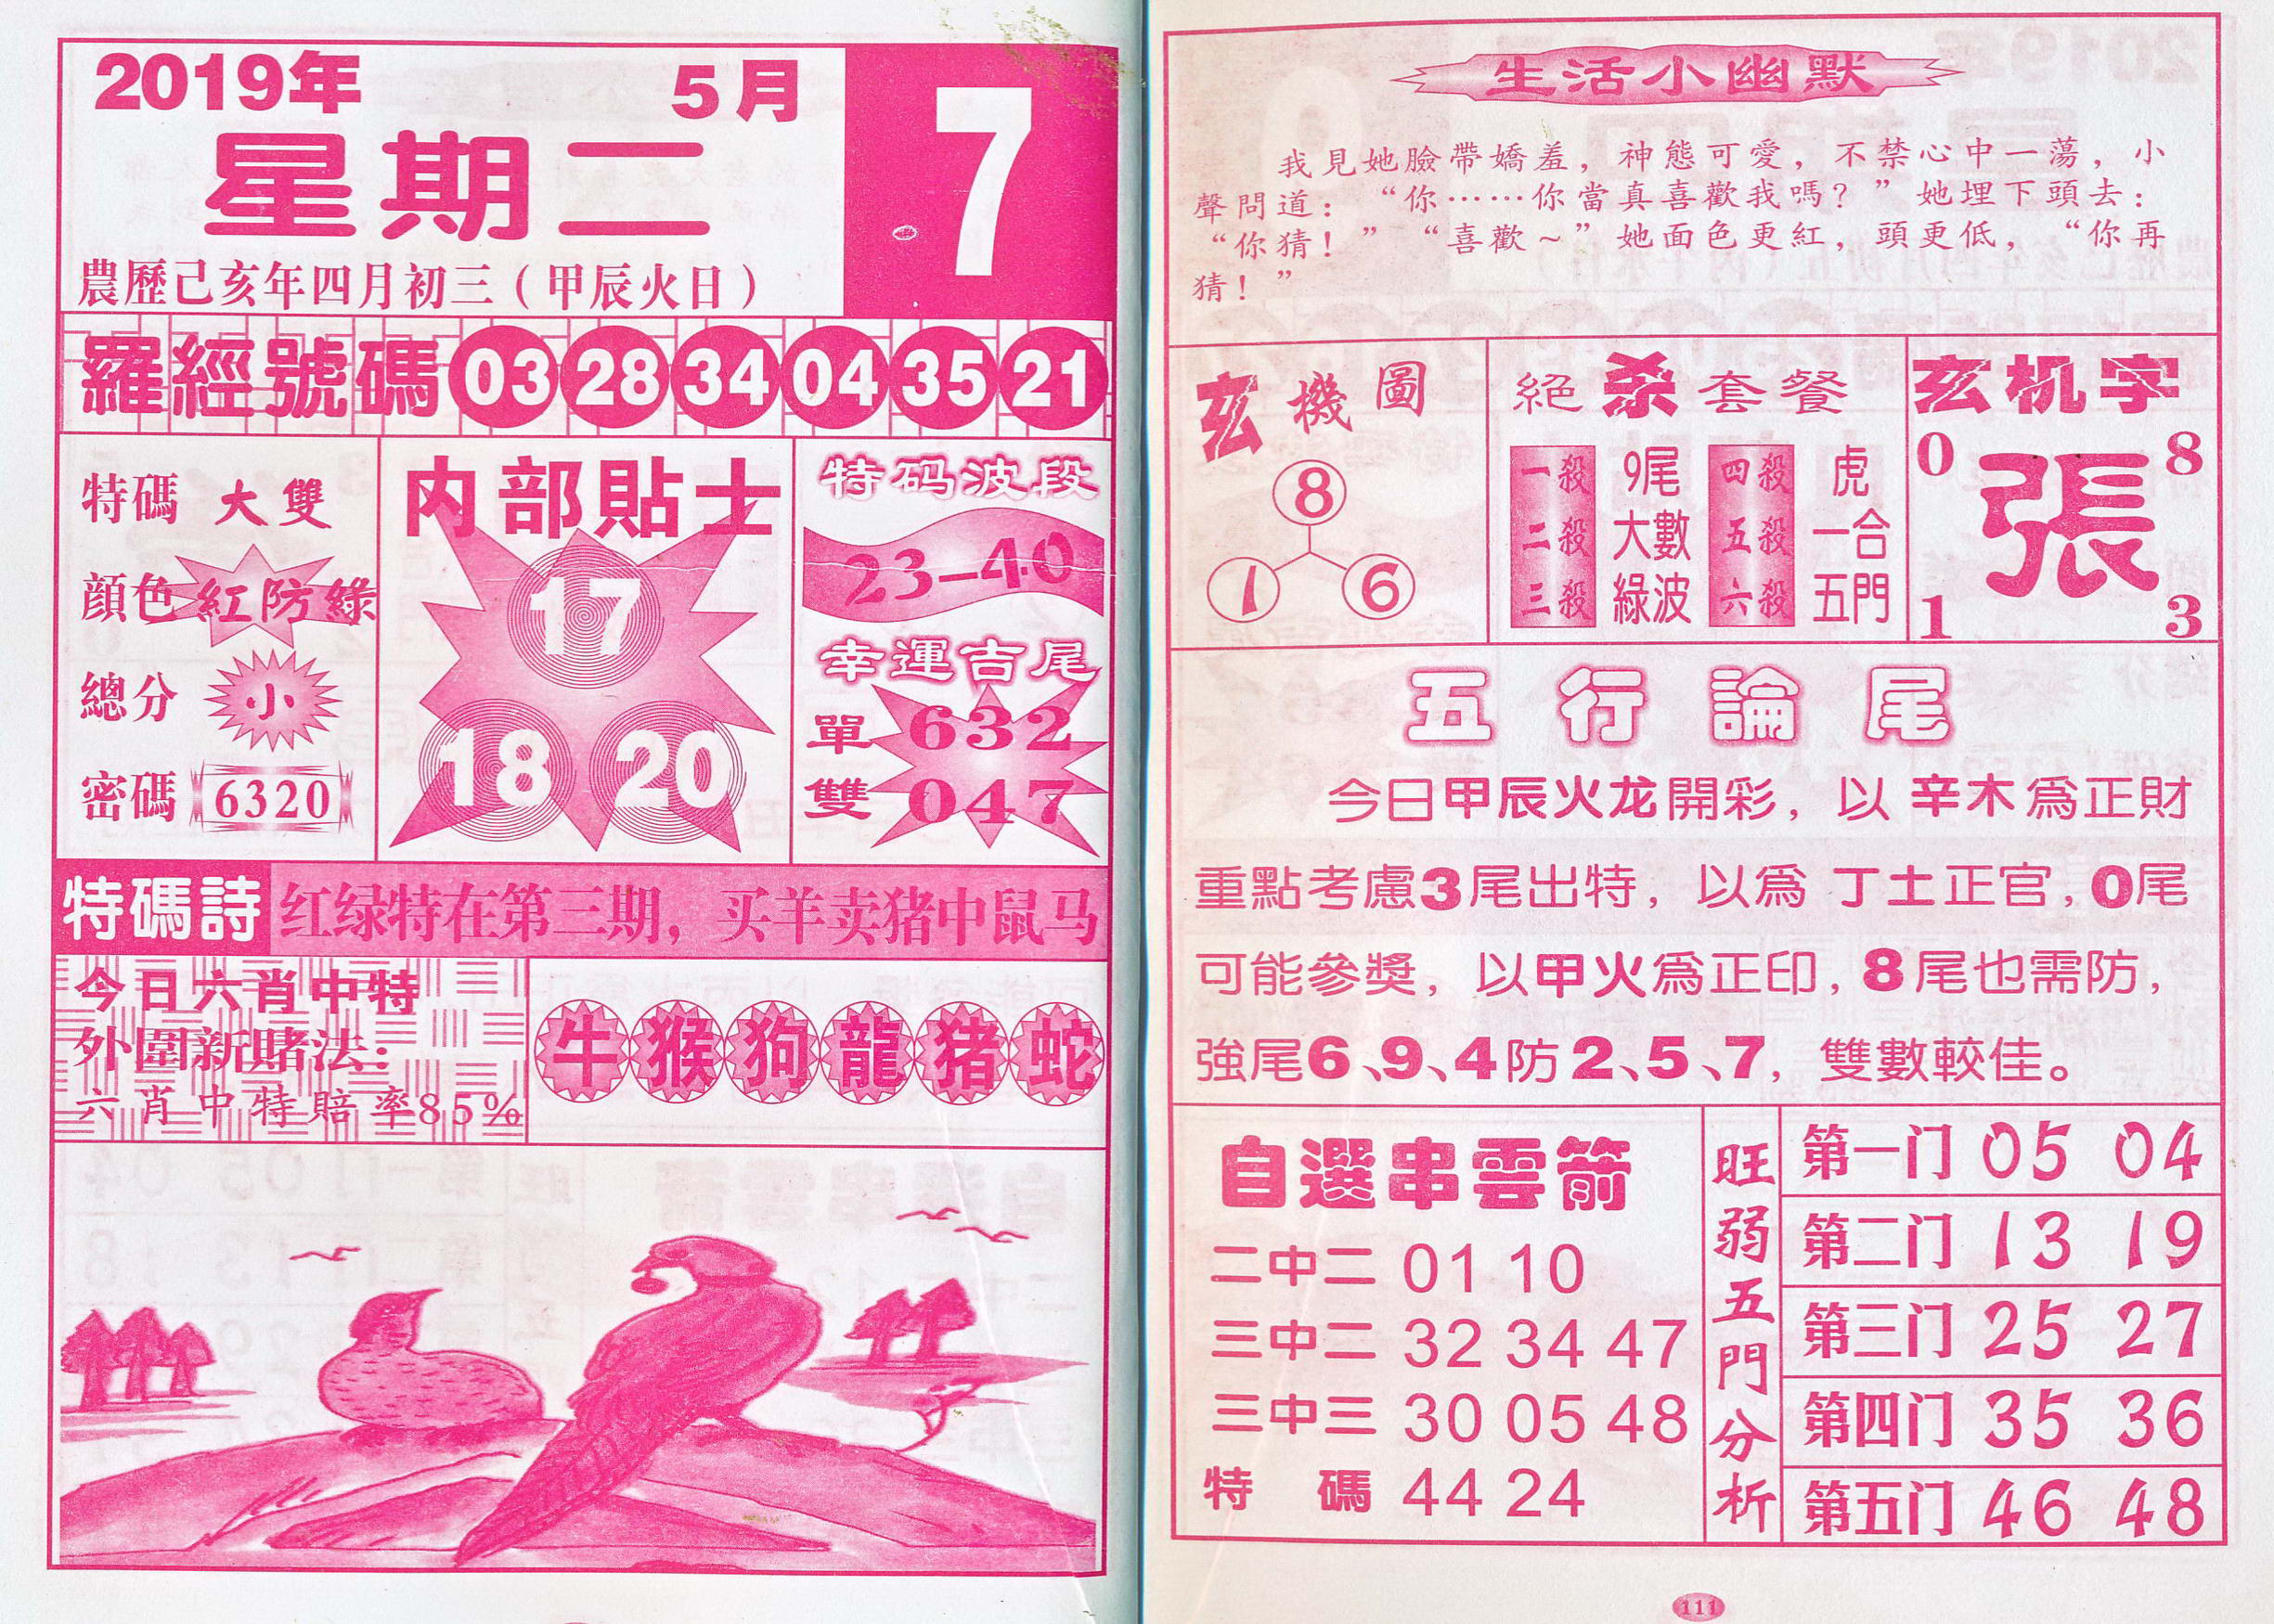 2019年 5月
7
星期二
農歷己亥年四月初三(甲辰火日)
羅經號碼 03 28 34 04 35 21
特碼 大雙
顔色 紅防綠
總分 小
密碼 6320
内部貼士
17
18 20
特码波段
23-40
幸運吉尾
單 632
雙 047
特碼詩 红绿特在第三期，买羊卖猪中鼠马
今日六肖中特
外圍新賭法：
六肖中特賠率85%
牛 猴 狗 龍 猪 蛇
生活小幽默
我見她臉帶嬌羞，神態可愛，不禁心中一蕩，小
聲問道：“你……你當真喜歡我嗎？”她埋下頭去：
“你猜！”“喜歡~”她面色更紅，頭更低，“你再
猜！”
玄機圖
8
1 6
絕杀套餐
一殺 9尾 四殺 虎
二殺 大數 五殺 一合
三殺 綠波 六殺 五門
玄机字
0 8
張
1 3
五行論尾
今日甲辰火龙開彩，以 辛木爲正財
重點考慮3尾出特，以爲 丁土正官，0尾
可能參獎，以甲火爲正印，8尾也需防，
強尾6、9、4防2、5、7，雙數較佳。
自選串雲箭
二中二 01 10
三中二 32 34 47
三中三 30 05 48
特碼 44 24
旺弱五門分析
第一门 05 04
第二门 13 19
第三门 25 27
第四门 35 36
第五门 46 48
111